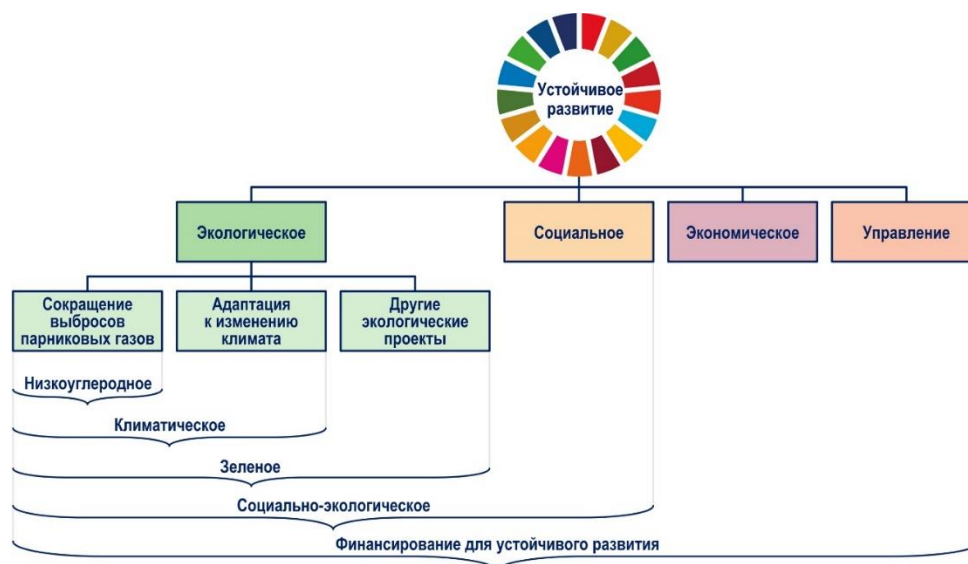 Устойчивое
развитие
Экологическое
Социальное
Экономическое
Управление
Сокращение
выбросов
парниковых газов
Адаптация
к изменению
климата
Другие
экологические
проекты
Низкоуглеродное
Климатическое
Зеленое
Социально-экологическое
Финансирование для устойчивого развития